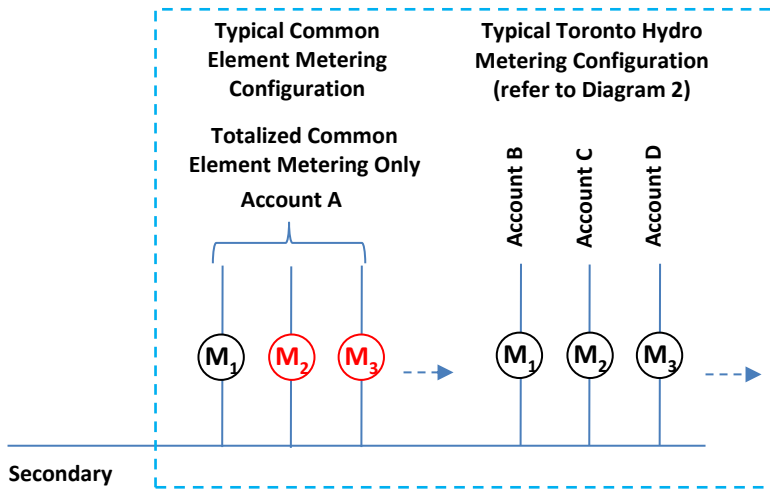 Typical Common
Element Metering
Configuration
Totalized Common
Element Metering Only
Account A
Typical Toronto Hydro
Metering Configuration
(refer to Diagram 2)
Account B
Account C
Account D
M1
M2
M3
M1
M2
M3
Secondary